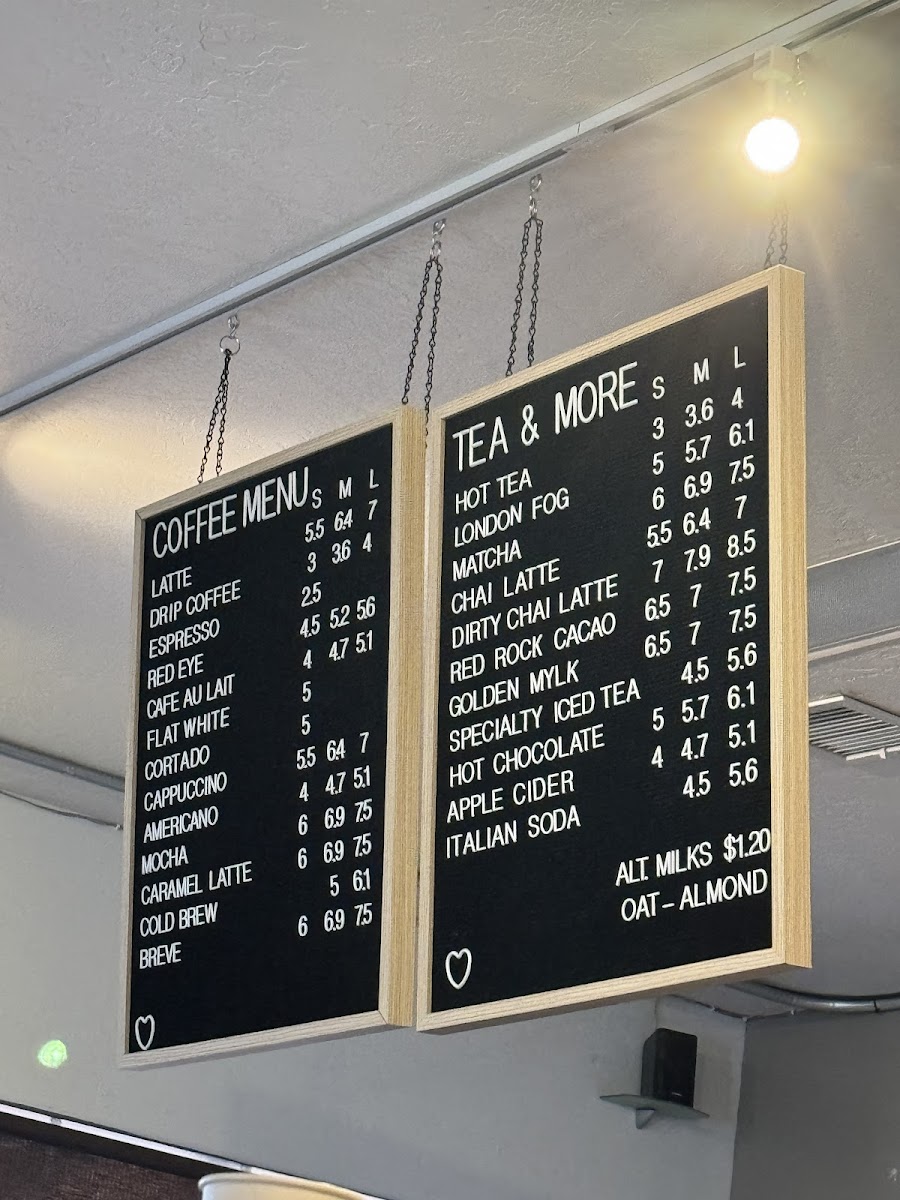 COFFEE MENU S M L
LATTE 5.5 6.4 7
DRIP COFFEE 3 3.6 4
ESPRESSO 2.5
RED EYE 4.5 5.2 5.6
CAFE AU LAIT 4 4.7 5.1
FLAT WHITE 5
CORTADO 5
CAPPUCCINO 5.5 6.4 7
AMERICANO 4 4.7 5.1
MOCHA 6 6.9 7.5
CARAMEL LATTE 6 6.9 7.5
COLD BREW 5 6.1
BREVE 6 6.9 7.5
TEA & MORE S M L
HOT TEA 3 3.6 4
LONDON FOG 5 5.7 6.1
MATCHA 6 6.9 7.5
CHAI LATTE 5.5 6.4 7
DIRTY CHAI LATTE 7 7.9 8.5
RED ROCK CACAO 6.5 7 7.5
GOLDEN MYLK 6.5 7 7.5
SPECIALTY ICED TEA 4.5 5.6
HOT CHOCOLATE 5 5.7 6.1
APPLE CIDER 4 4.7 5.1
ITALIAN SODA 4.5 5.6
ALT. MILKS $1.20
OAT - ALMOND